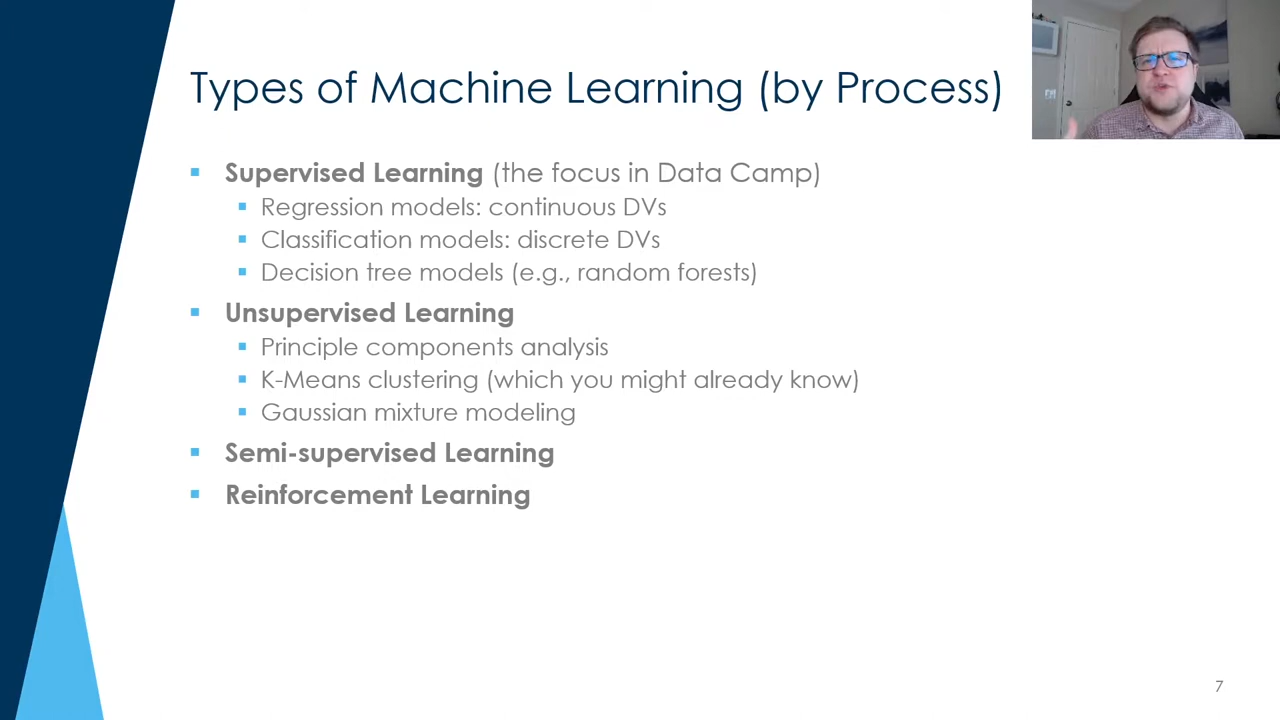 Types of Machine Learning (by Process)
Supervised Learning (the focus in Data Camp)
Regression models: continuous DVs
Classification models: discrete DVs
Decision tree models (e.g., random forests)
Unsupervised Learning
Principle components analysis
K-Means clustering (which you might already know)
Gaussian mixture modeling
Semi-supervised Learning
Reinforcement Learning
7